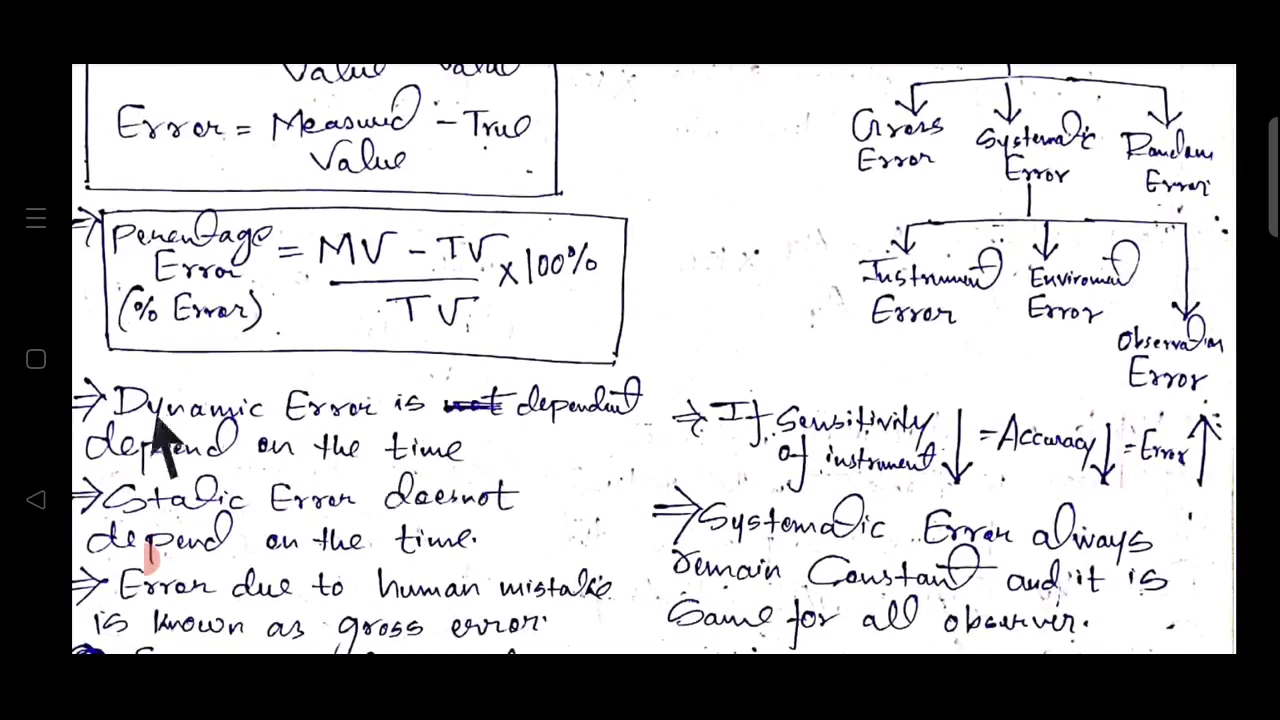 Value Value
Error = Measured - True
Value
⇒ Percentage
Error
(% Error)
= MV - TV
TV
× 100%
⇒ Dynamic Error is not dependent
depend on the time
⇒ Static Error doesnot
depend on the time.
⇒ Error due to human mistake
is known as gross error.
Gross
Error
Systematic
Error
Random
Error
Instrument
Error
Enviroment
Error
Observation
Error
⇒ If Sensitivity
of instrument ↓ = Accuracy ↓ = Error ↑
⇒ Systematic Error always
remain Constant and it is
Same for all observer.